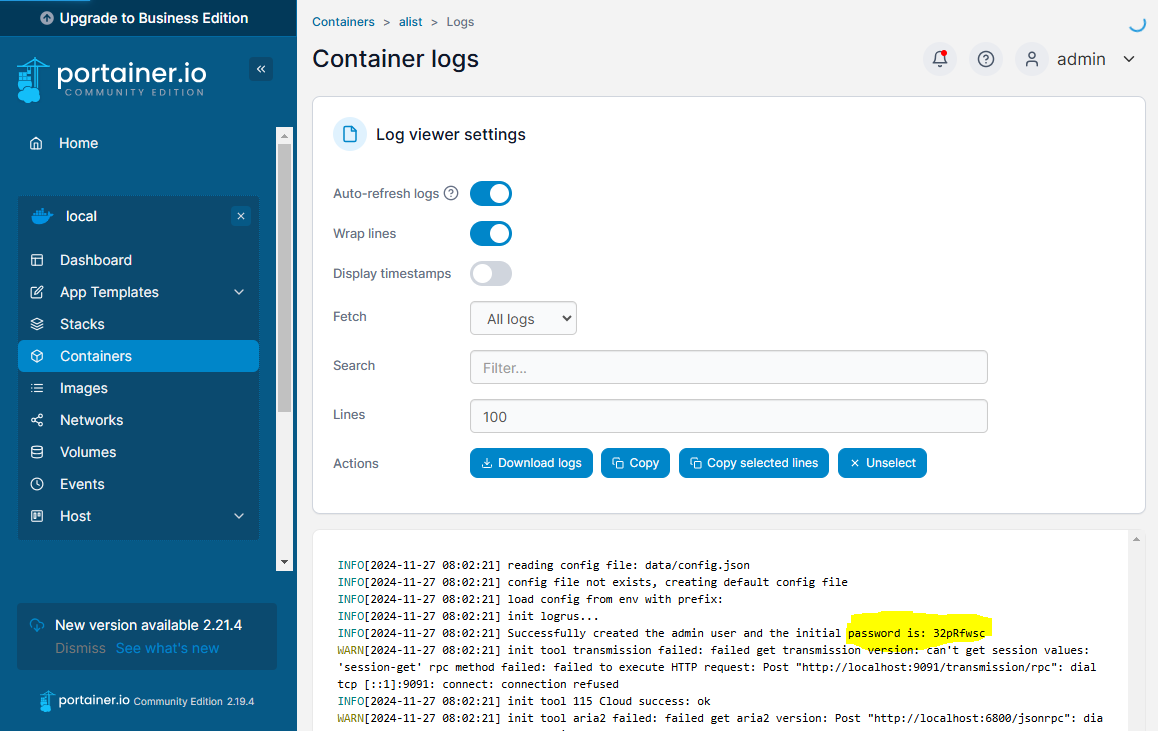 Upgrade to Business Edition
portainer.io
COMMUNITY EDITION
Home
local
Dashboard
App Templates
Stacks
Containers
Images
Networks
Volumes
Events
Host
New version available 2.21.4
Dismiss See what's new
portainer.io Community Edition 2.19.4
Containers > alist > Logs
Container logs
admin
Log viewer settings
Auto-refresh logs
Wrap lines
Display timestamps
Fetch All logs
Search Filter...
Lines 100
Actions Download logs Copy Copy selected lines Unselect
INFO[2024-11-27 08:02:21] reading config file: data/config.json
INFO[2024-11-27 08:02:21] config file not exists, creating default config file
INFO[2024-11-27 08:02:21] load config from env with prefix:
INFO[2024-11-27 08:02:21] init logrus...
INFO[2024-11-27 08:02:21] Successfully created the admin user and the initial password is: 32pRfwsc
WARN[2024-11-27 08:02:21] init tool transmission failed: failed get transmission version: can't get session values:
'session-get' rpc method failed: failed to execute HTTP request: Post "http://localhost:9091/transmission/rpc": dial
tcp [::1]:9091: connect: connection refused
INFO[2024-11-27 08:02:21] init tool 115 Cloud success: ok
WARN[2024-11-27 08:02:21] init tool aria2 failed: failed get aria2 version: Post "http://localhost:6800/jsonrpc": dia